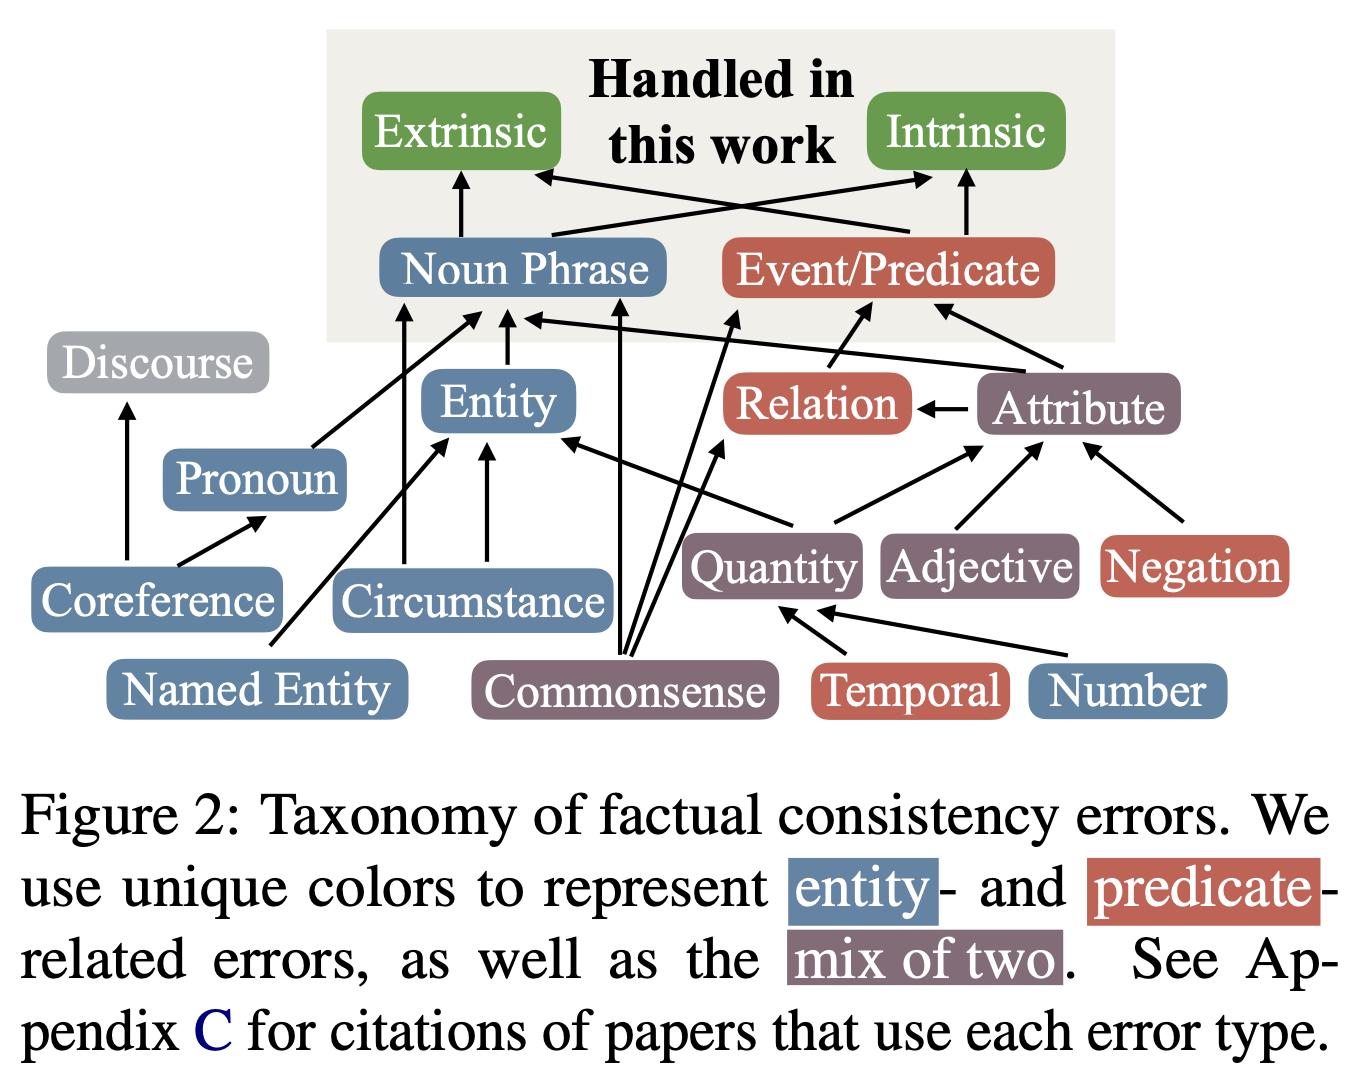 Handled in
this work
Extrinsic
Intrinsic
Noun Phrase
Event/Predicate
Discourse
Entity
Relation
Attribute
Pronoun
Quantity
Adjective
Negation
Coreference
Circumstance
Named Entity
Commonsense
Temporal
Number
Figure 2: Taxonomy of factual consistency errors. We
use unique colors to represent entity- and predicate-
related errors, as well as the mix of two. See Ap-
pendix C for citations of papers that use each error type.